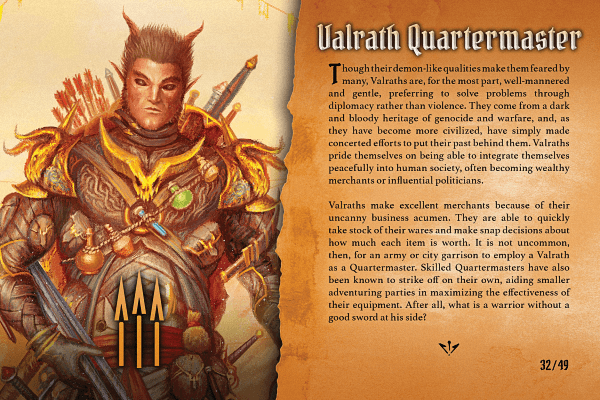 Valrath Quartermaster
Though their demon-like qualities make them feared by
many, Valraths are, for the most part, well-mannered
and gentle, preferring to solve problems through
diplomacy rather than violence. They come from a dark
and bloody heritage of genocide and warfare, and, as
they have become more civilized, have simply made
concerted efforts to put their past behind them. Valraths
pride themselves on being able to integrate themselves
peacefully into human society, often becoming wealthy
merchants or influential politicians.
Valraths make excellent merchants because of their
uncanny business acumen. They are able to quickly
take stock of their wares and make snap decisions about
how much each item is worth. It is not uncommon,
then, for an army or city garrison to employ a Valrath
as a Quartermaster. Skilled Quartermasters have also
been known to strike off on their own, aiding smaller
adventuring parties in maximizing the effectiveness of
their equipment. After all, what is a warrior without a
good sword at his side?
32/49